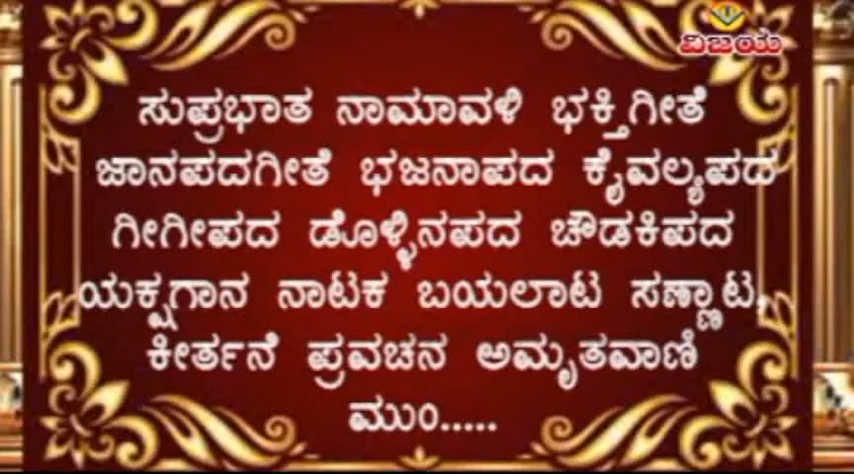 ವಿಜಯ
ಸುಪ್ರಭಾತ ನಾಮಾವಳಿ ಭಕ್ತಿಗೀತೆ
ಜಾನಪದಗೀತೆ ಭಜನಾಪದ ಕೈವಲ್ಯಪದ
ಗೀಗೀಪದ ಡೊಳ್ಳಿನಪದ ಚೌಡಕಿಪದ
ಯಕ್ಷಗಾನ ನಾಟಕ ಬಯಲಾಟ ಸಣ್ಣಾಟ,
ಕೀರ್ತನೆ ಪ್ರವಚನ ಅಮೃತವಾಣಿ
ಮುಂ.....